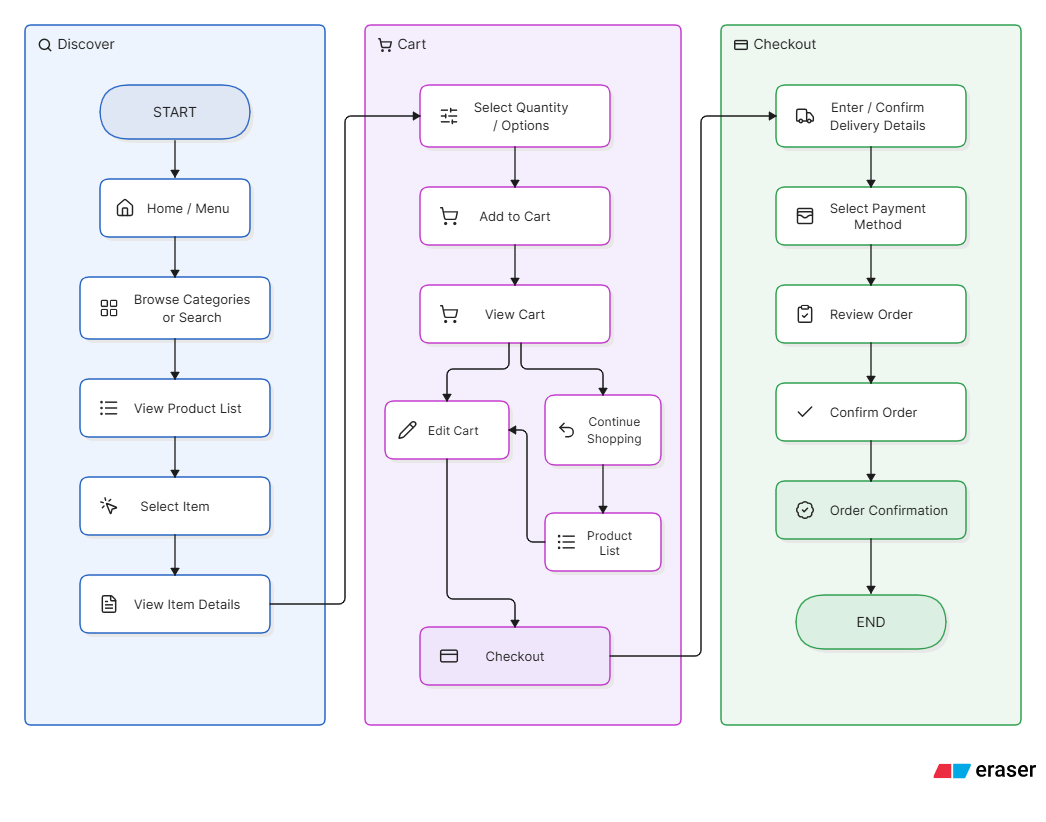 Discover
START
Home / Menu
Browse Categories
or Search
View Product List
Select Item
View Item Details
Cart
Select Quantity
/ Options
Add to Cart
View Cart
Edit Cart
Continue
Shopping
Product
List
Checkout
Checkout
Enter / Confirm
Delivery Details
Select Payment
Method
Review Order
Confirm Order
Order Confirmation
END
eraser